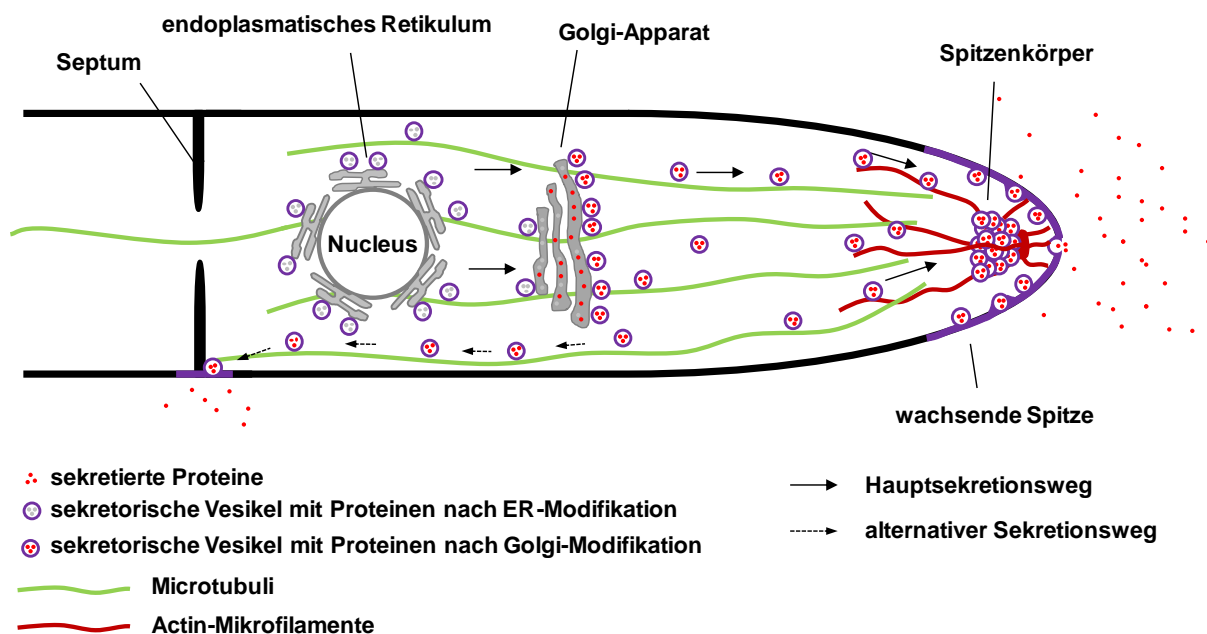 endoplasmatisches Retikulum
Golgi-Apparat
Spitzenkörper
Septum
Nucleus
wachsende Spitze
sekretierte Proteine
sekretorische Vesikel mit Proteinen nach ER-Modifikation
sekretorische Vesikel mit Proteinen nach Golgi-Modifikation
Microtubuli
Actin-Mikrofilamente
Hauptsekretionsweg
alternativer Sekretionsweg